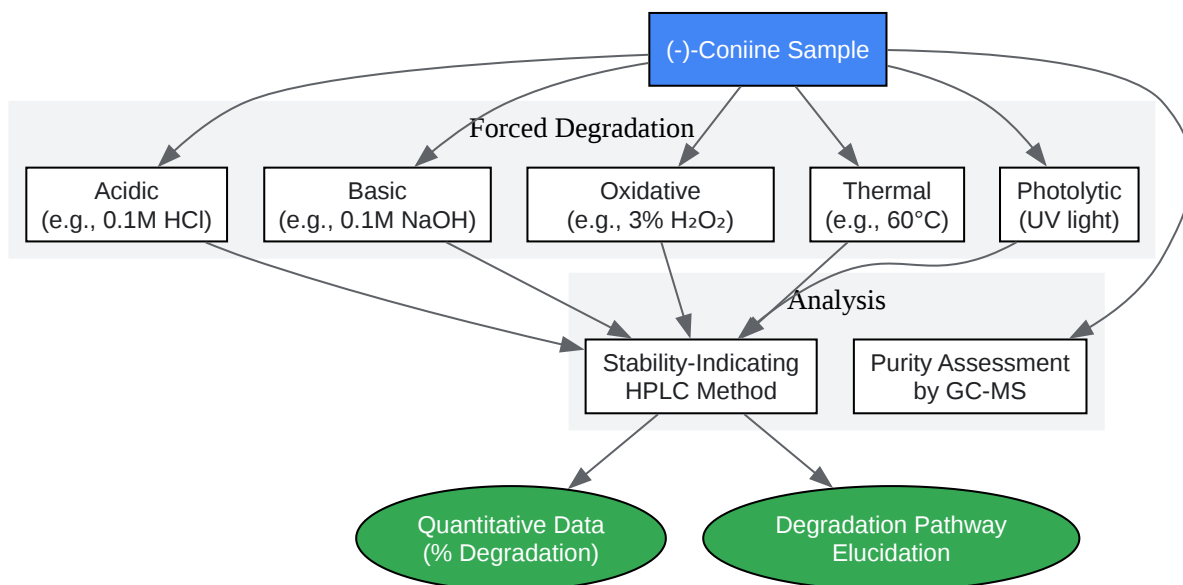 (-)-Coniine Sample
Forced Degradation
Acidic
(e.g., 0.1M HCl)
Basic
(e.g., 0.1M NaOH)
Oxidative
(e.g., 3% H₂O₂)
Thermal
(e.g., 60°C)
Photolytic
(UV light)
Analysis
Stability-Indicating
HPLC Method
Purity Assessment
by GC-MS
Quantitative Data
(% Degradation)
Degradation Pathway
Elucidation